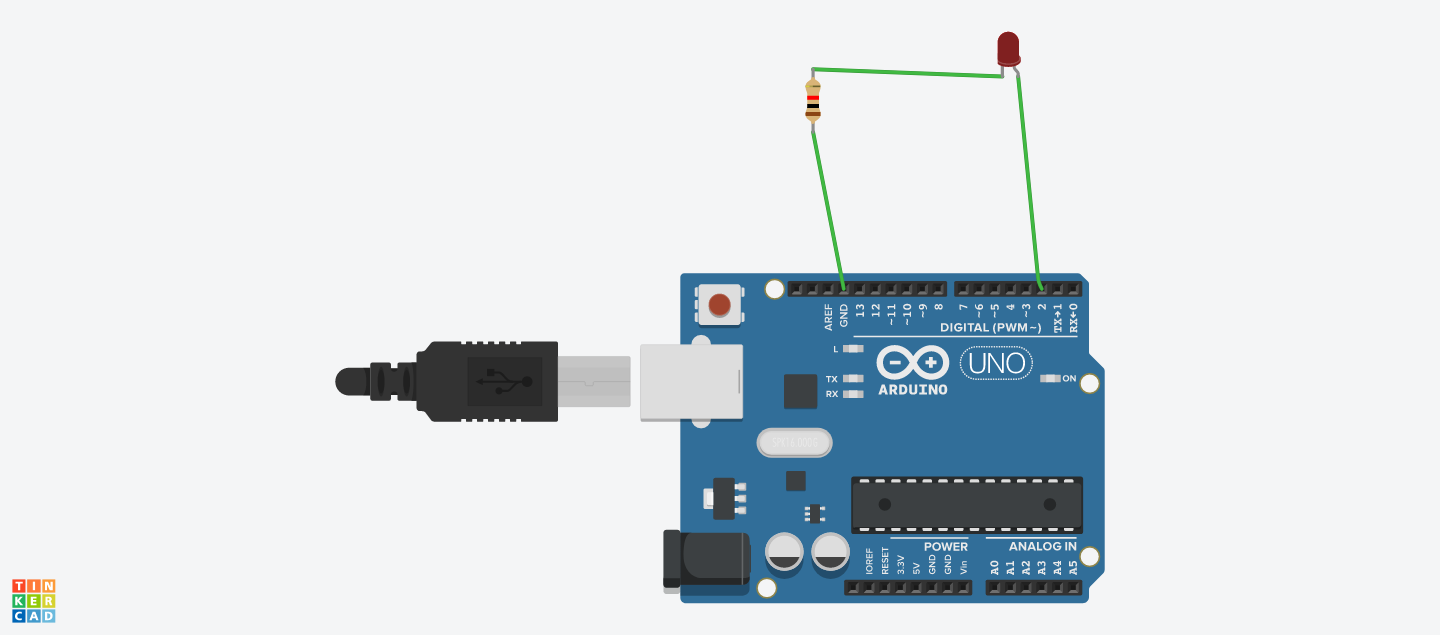 AREF
GND
13
12
~11
~10
~9
8
7
~6
~5
4
~3
2
TX→1
RX←0
DIGITAL (PWM~)
L
TX
RX
ARDUINO
UNO
ON
POWER
ANALOG IN
IOREF
RESET
3.3V
5V
GND
GND
Vin
A0
A1
A2
A3
A4
A5
TIN
KER
CAD